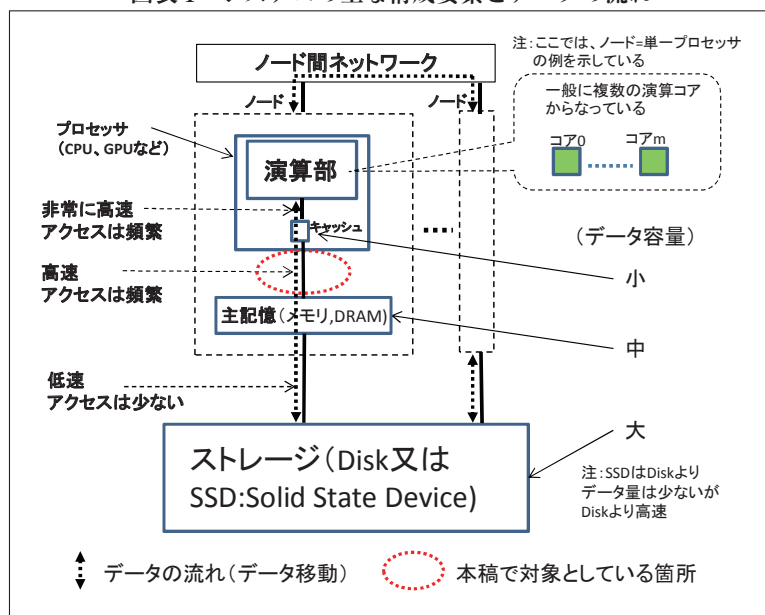 注：ここでは、ノード=単一プロセッサ
の例を示している
ノード間ネットワーク
ノード
ノード
一般に複数の演算コア
からなっている
コア0
コアm
プロセッサ
（CPU、GPUなど）
演算部
非常に高速
アクセスは頻繁
キャッシュ
（データ容量）
高速
アクセスは頻繁
小
主記憶（メモリ,DRAM）
中
低速
アクセスは少ない
大
ストレージ（Disk又は
SSD:Solid State Device）
注：SSDはDiskより
データ量は少ないが
Diskより高速
データの流れ（データ移動）
本稿で対象としている箇所